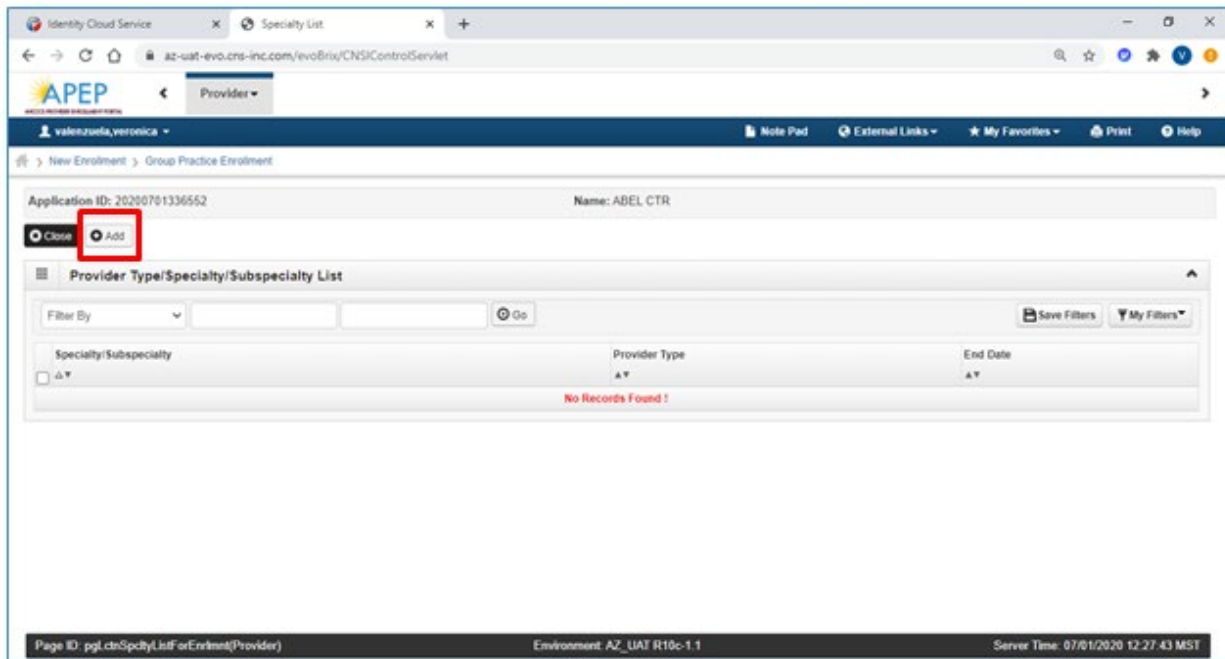 Identity Cloud Service
Specialty List
az-uat-evo.cns-inc.com/evoBrix/CNSIControlServlet
V
APEP
Provider
valenzuela,veronica
Note Pad
External Links
My Favorites
Print
Help
New Enrollment > Group Practice Enrollment
Application ID: 20200701336552
Name: ABEL CTR
Close
Add
Provider Type/Specialty/Subspecialty List
Filter By
Go
Save Filters
My Filters
Specialty/Subspecialty
Provider Type
End Date
No Records Found !
Page ID: pgLctnSpcltyListForEnrlmnt(Provider)
Environment: AZ_UAT R10c-1.1
Server Time: 07/01/2020 12:27:43 MST